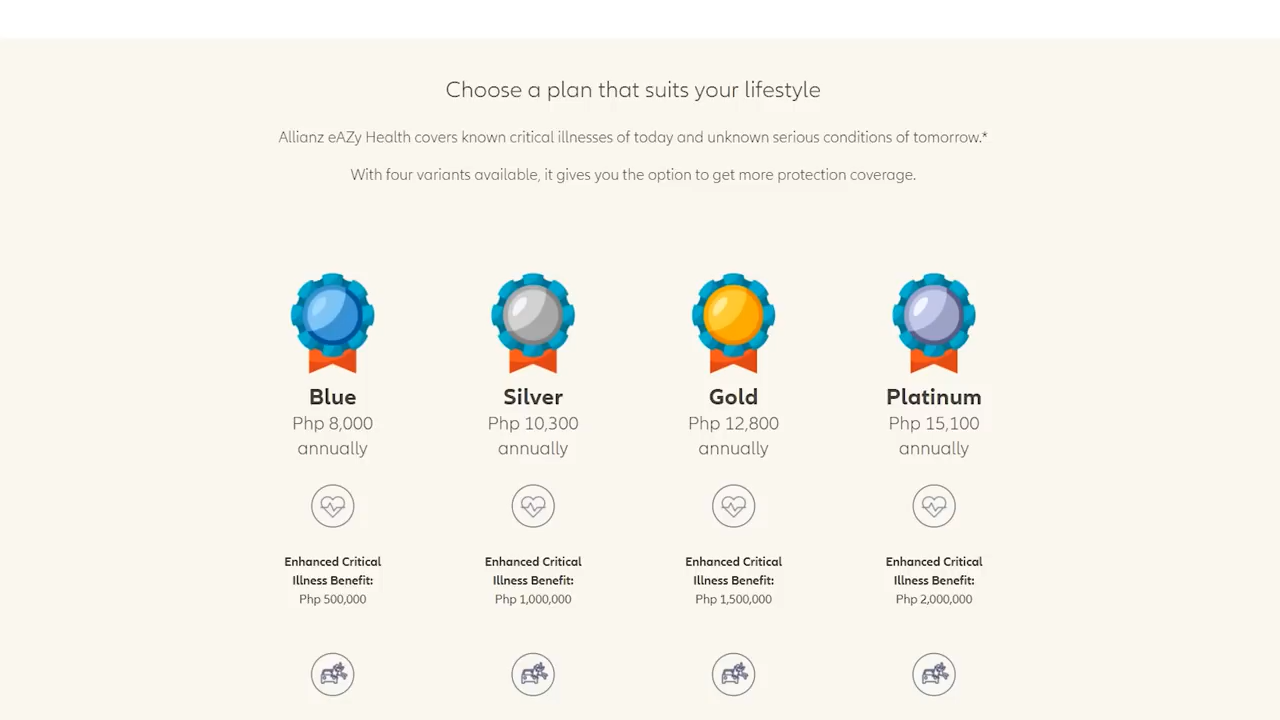 Choose a plan that suits your lifestyle
Allianz eAZy Health covers known critical illnesses of today and unknown serious conditions of tomorrow.*
With four variants available, it gives you the option to get more protection coverage.
Blue
Php 8,000
annually
Enhanced Critical
Illness Benefit:
Php 500,000
Silver
Php 10,300
annually
Enhanced Critical
Illness Benefit:
Php 1,000,000
Gold
Php 12,800
annually
Enhanced Critical
Illness Benefit:
Php 1,500,000
Platinum
Php 15,100
annually
Enhanced Critical
Illness Benefit:
Php 2,000,000